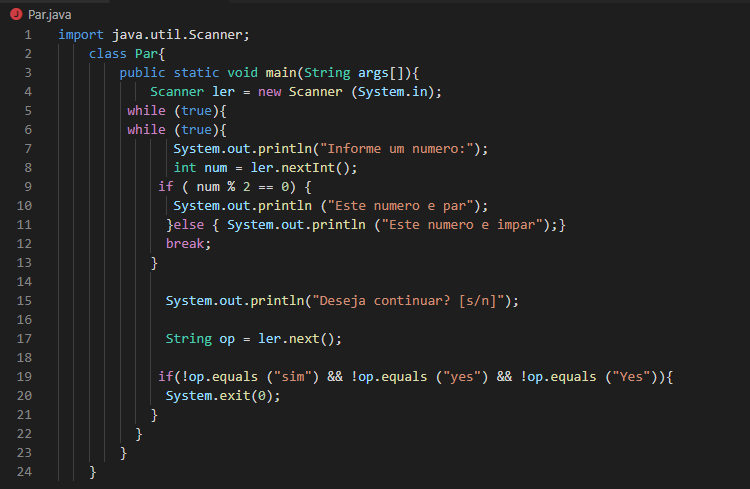 Par.java
1 import java.util.Scanner;
2 class Par{
3 public static void main(String args[]){
4 Scanner ler = new Scanner (System.in);
5 while (true){
6 while (true){
7 System.out.println("Informe um numero:");
8 int num = ler.nextInt();
9 if ( num % 2 == 0) {
10 System.out.println ("Este numero e par");
11 }else { System.out.println ("Este numero e impar");}
12 break;
13 }
14
15 System.out.println("Deseja continuar? [s/n]");
16
17 String op = ler.next();
18
19 if(!op.equals ("sim") && !op.equals ("yes") && !op.equals ("Yes")){
20 System.exit(0);
21 }
22 }
23 }
24 }